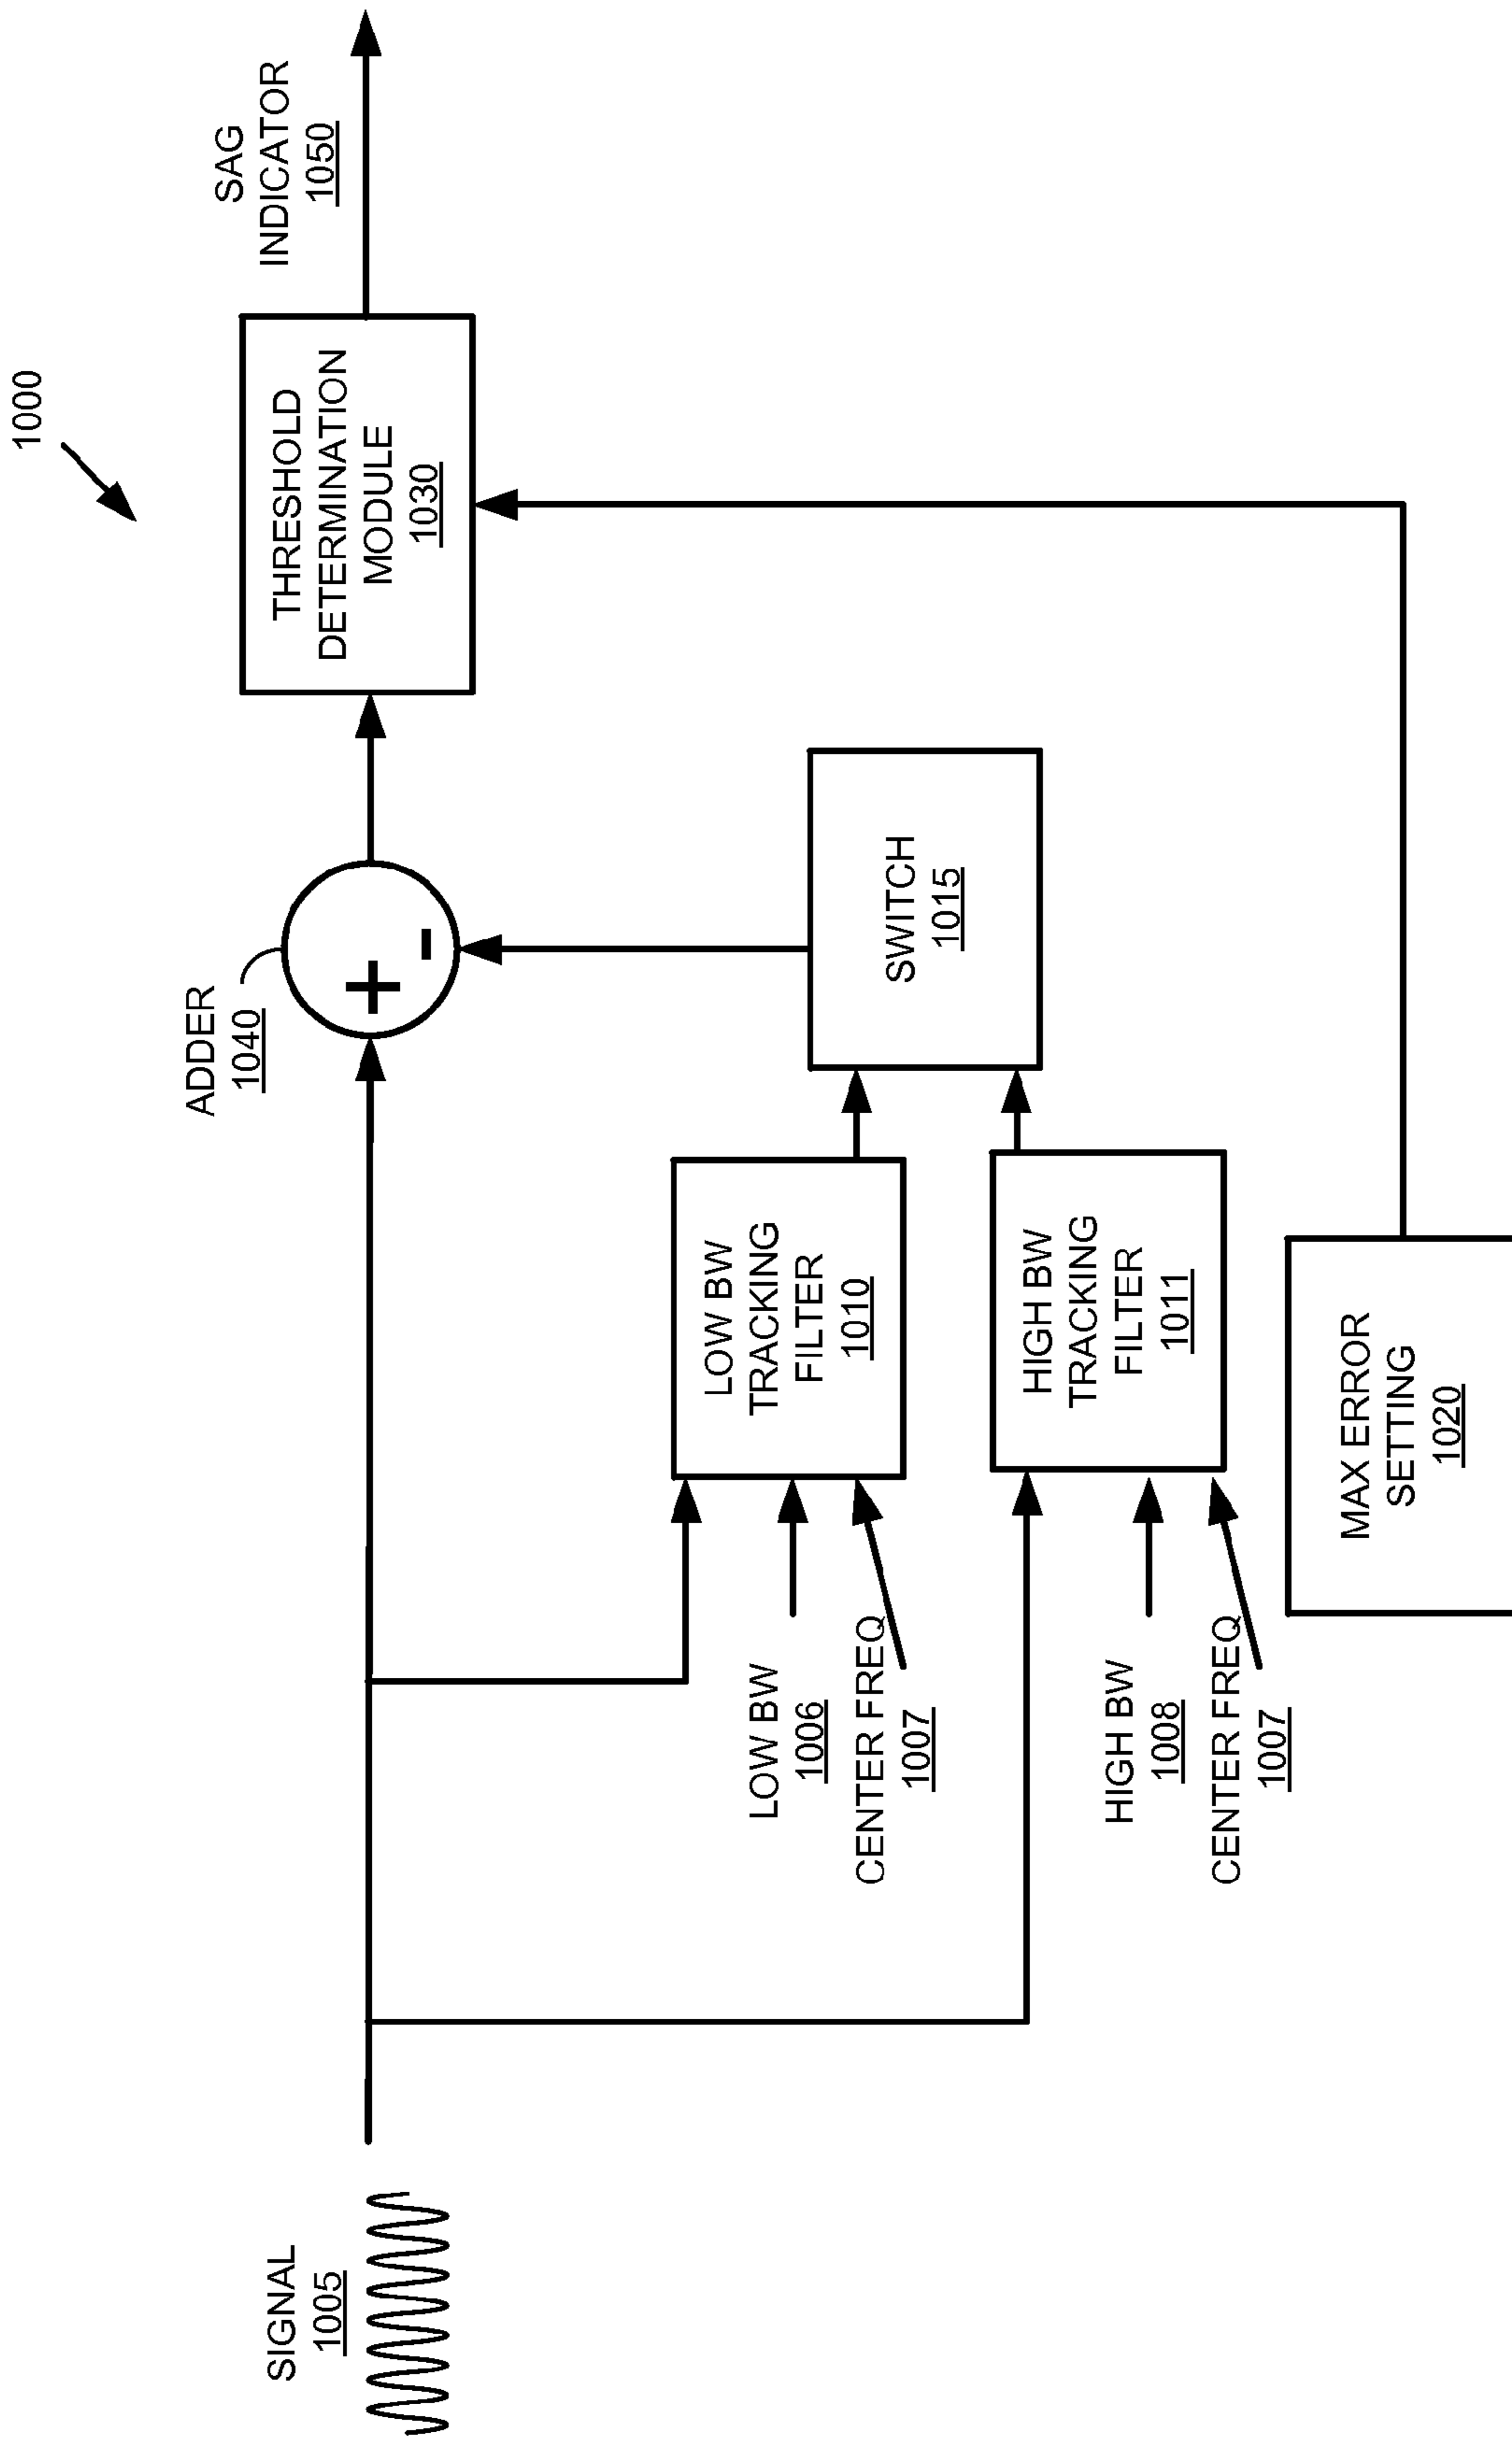 1000
SAG
INDICATOR
1050
THRESHOLD
DETERMINATION
MODULE
1030
ADDER
1040
+
-
SWITCH
1015
LOW BW
TRACKING
FILTER
1010
HIGH BW
TRACKING
FILTER
1011
MAX ERROR
SETTING
1020
LOW BW
1006
CENTER FREQ
1007
HIGH BW
1008
CENTER FREQ
1007
SIGNAL
1005